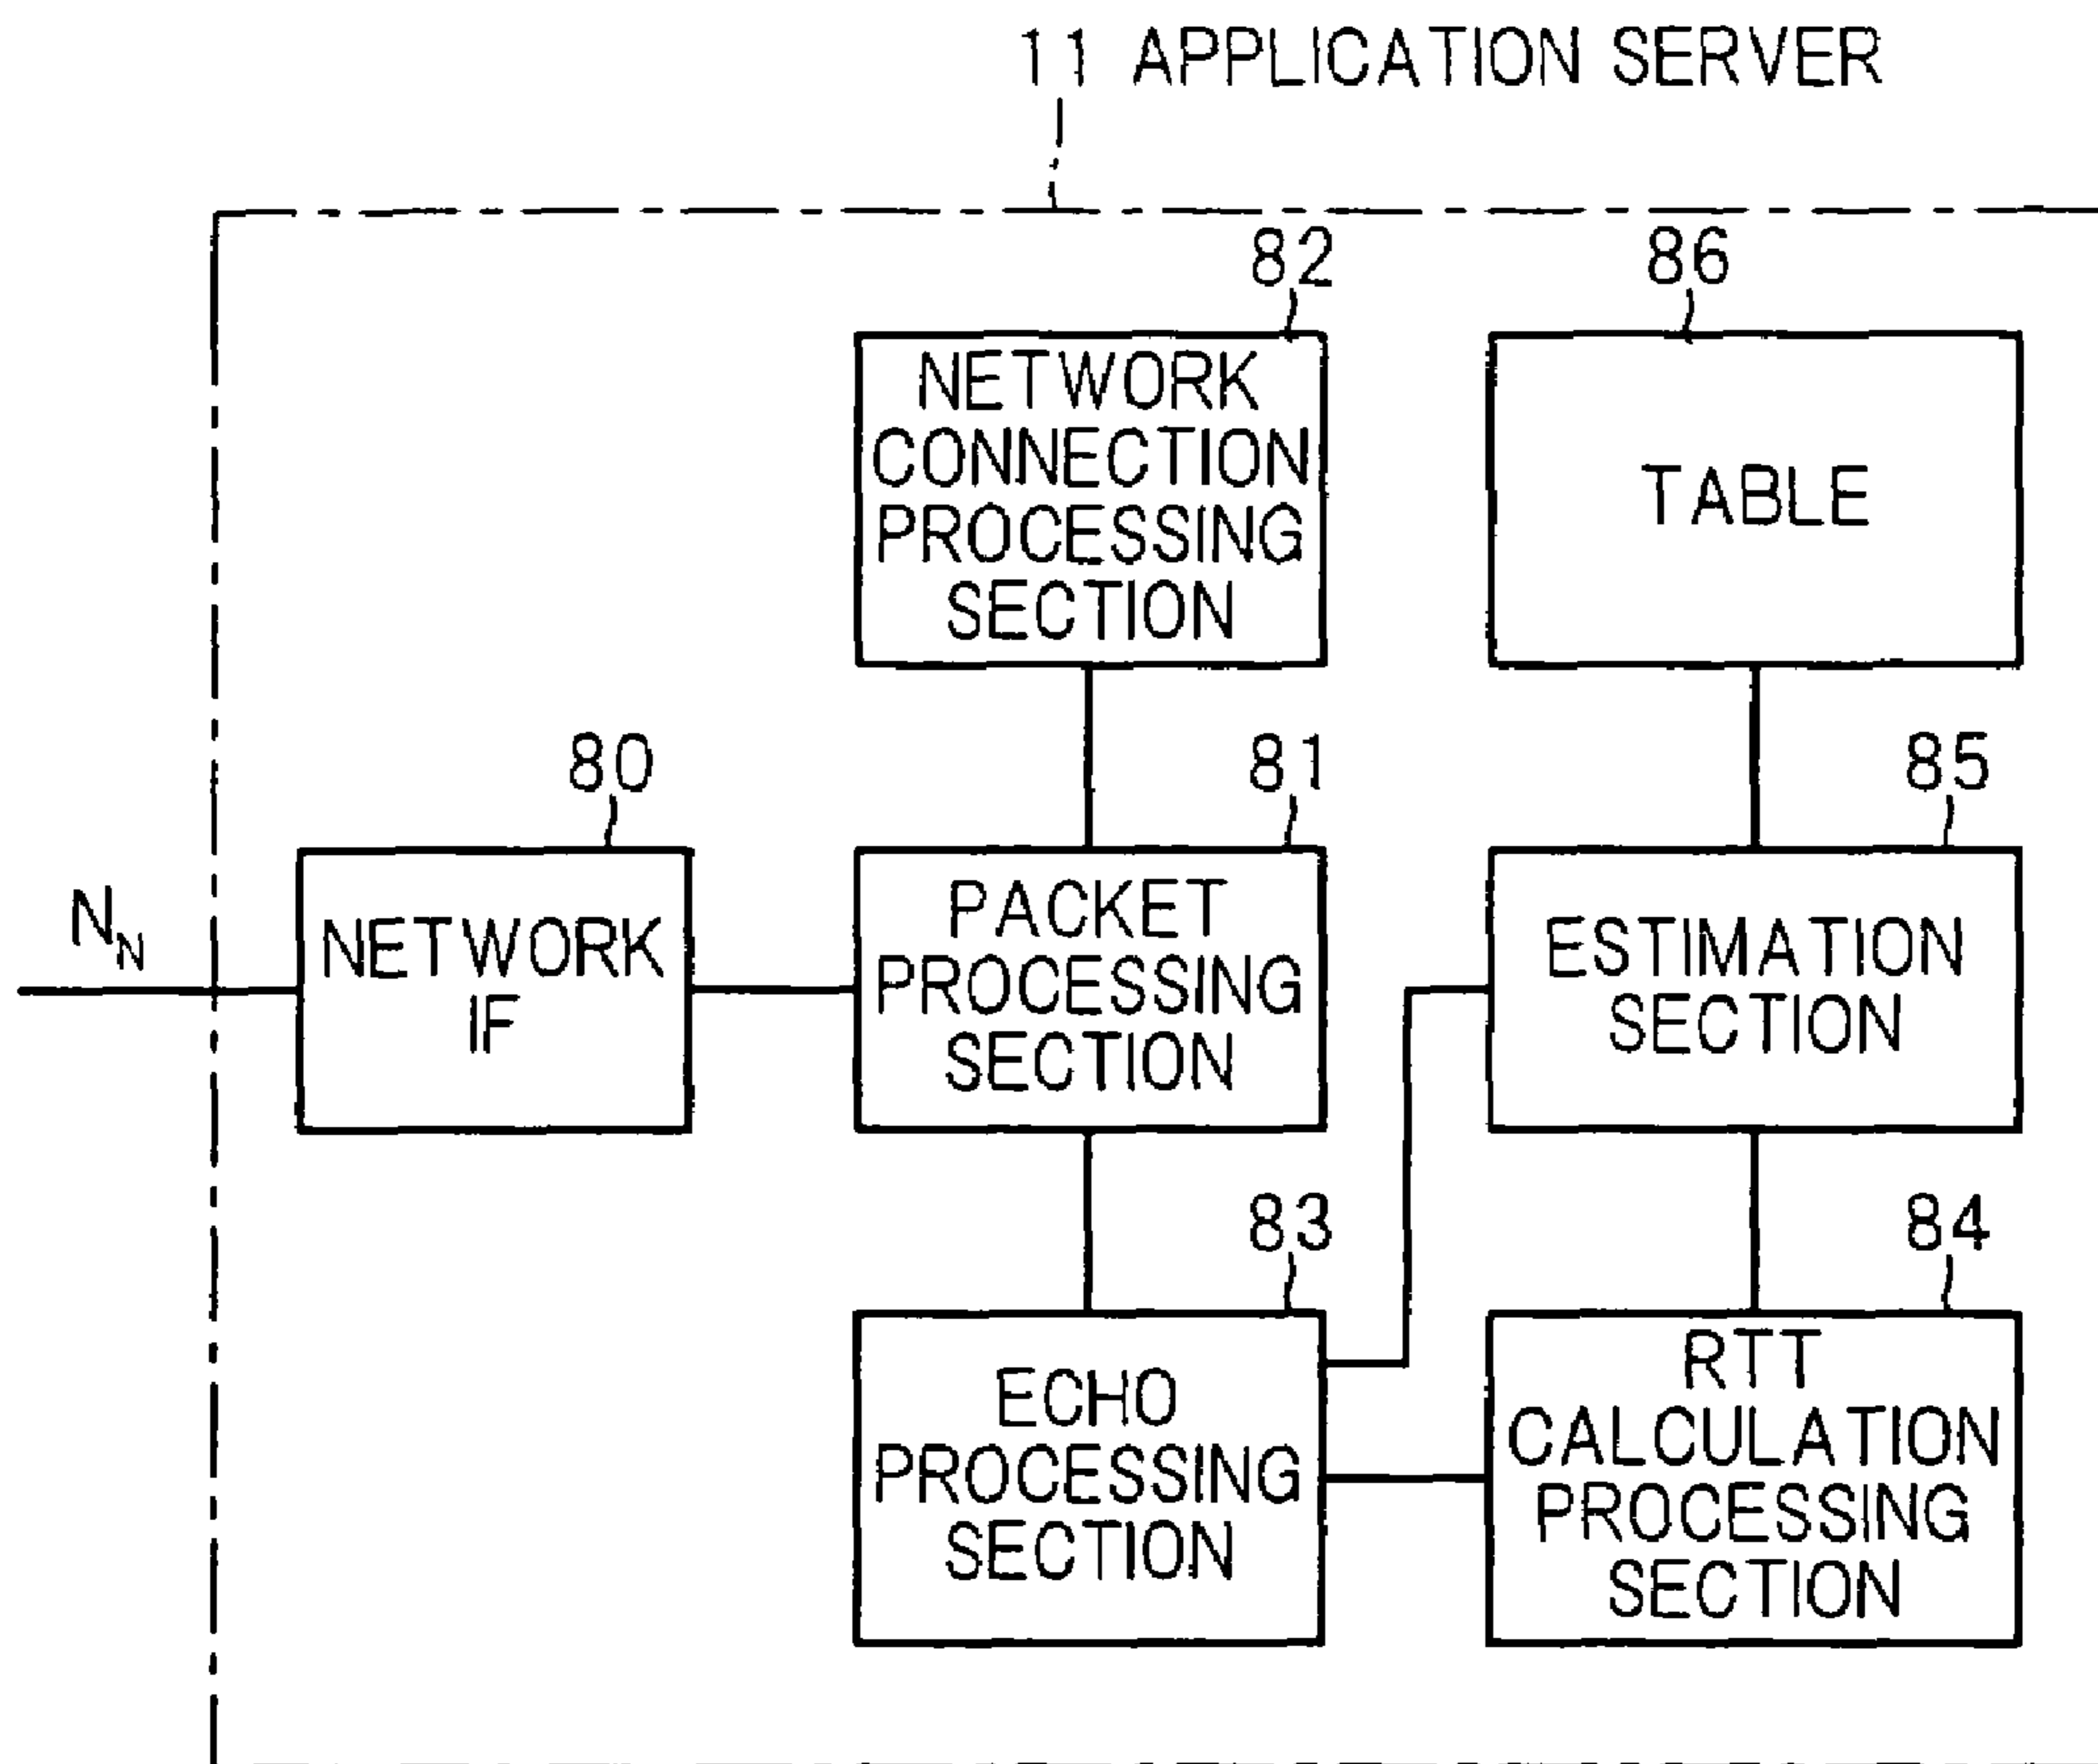 11 APPLICATION SERVER
82
NETWORK
CONNECTION
PROCESSING
SECTION
86
TABLE
80
NETWORK
IF
N_N
81
PACKET
PROCESSING
SECTION
85
ESTIMATION
SECTION
83
ECHO
PROCESSING
SECTION
84
RTT
CALCULATION
PROCESSING
SECTION